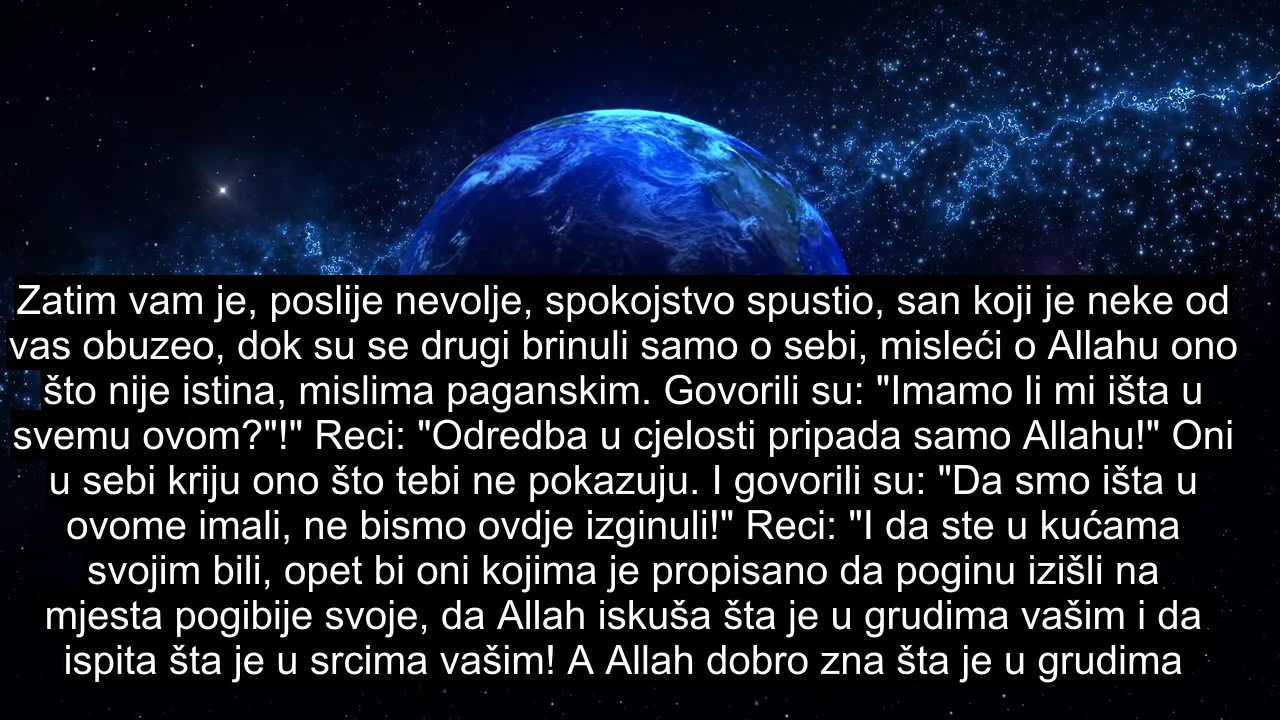 Zatim vam je, poslije nevolje, spokojstvo spustio, san koji je neke od
vas obuzeo, dok su se drugi brinuli samo o sebi, misleći o Allahu ono
što nije istina, mislima paganskim. Govorili su: "Imamo li mi išta u
svemu ovom?"!" Reci: "Odredba u cjelosti pripada samo Allahu!" Oni
u sebi kriju ono što tebi ne pokazuju. I govorili su: "Da smo išta u
ovome imali, ne bismo ovdje izginuli!" Reci: "I da ste u kućama
svojim bili, opet bi oni kojima je propisano da poginu izišli na
mjesta pogibije svoje, da Allah iskuša šta je u grudima vašim i da
ispita šta je u srcima vašim! A Allah dobro zna šta je u grudima